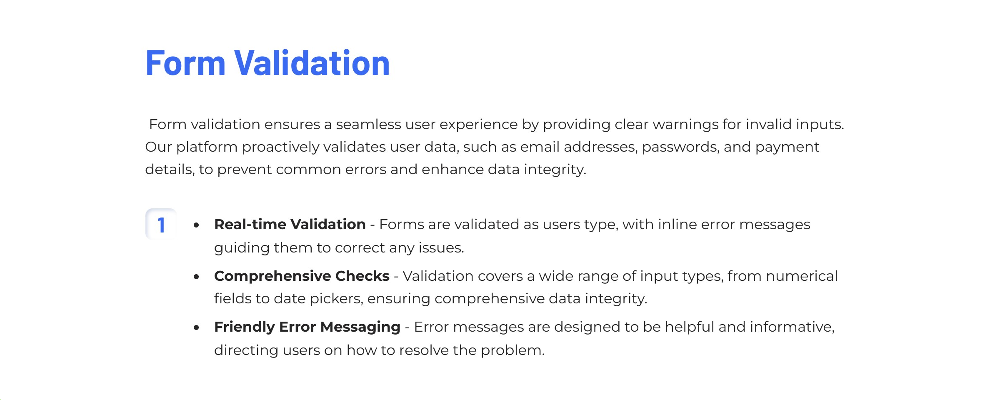 Form Validation
Form validation ensures a seamless user experience by providing clear warnings for invalid inputs.
Our platform proactively validates user data, such as email addresses, passwords, and payment
details, to prevent common errors and enhance data integrity.
1
• Real-time Validation - Forms are validated as users type, with inline error messages
guiding them to correct any issues.
• Comprehensive Checks - Validation covers a wide range of input types, from numerical
fields to date pickers, ensuring comprehensive data integrity.
• Friendly Error Messaging - Error messages are designed to be helpful and informative,
directing users on how to resolve the problem.